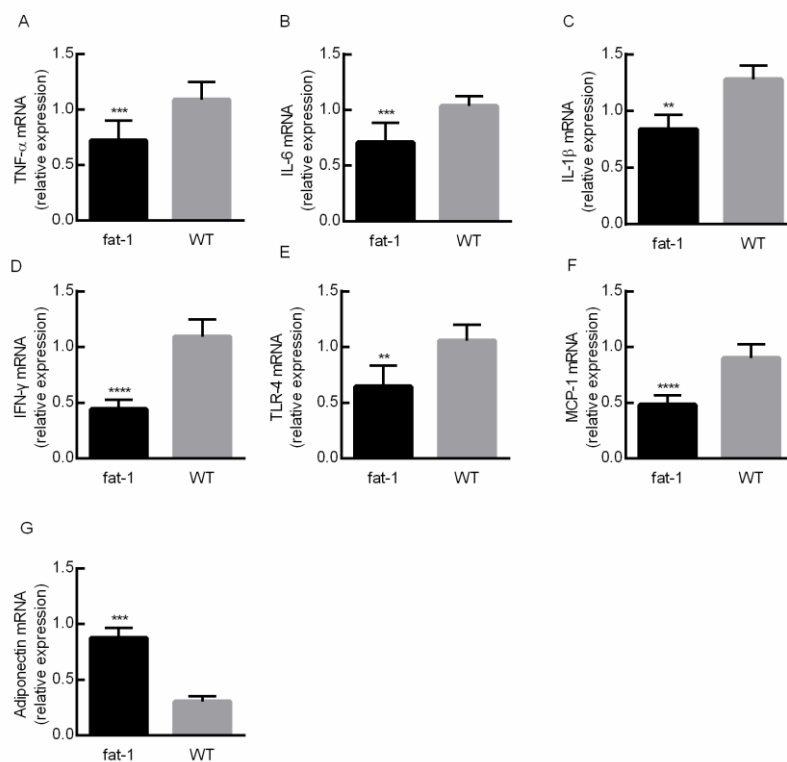 A
TNF-α mRNA
(relative expression)
1.5
1.0
0.5
0.0
***
fat-1
WT
B
IL-6 mRNA
(relative expression)
1.5
1.0
0.5
0.0
***
fat-1
WT
C
IL-1β mRNA
(relative expression)
1.5
1.0
0.5
0.0
**
fat-1
WT
D
IFN-γ mRNA
(relative expression)
1.5
1.0
0.5
0.0
****
fat-1
WT
E
TLR-4 mRNA
(relative expression)
1.5
1.0
0.5
0.0
**
fat-1
WT
F
MCP-1 mRNA
(relative expression)
1.5
1.0
0.5
0.0
****
fat-1
WT
G
Adiponectin mRNA
(relative expression)
1.5
1.0
0.5
0.0
***
fat-1
WT